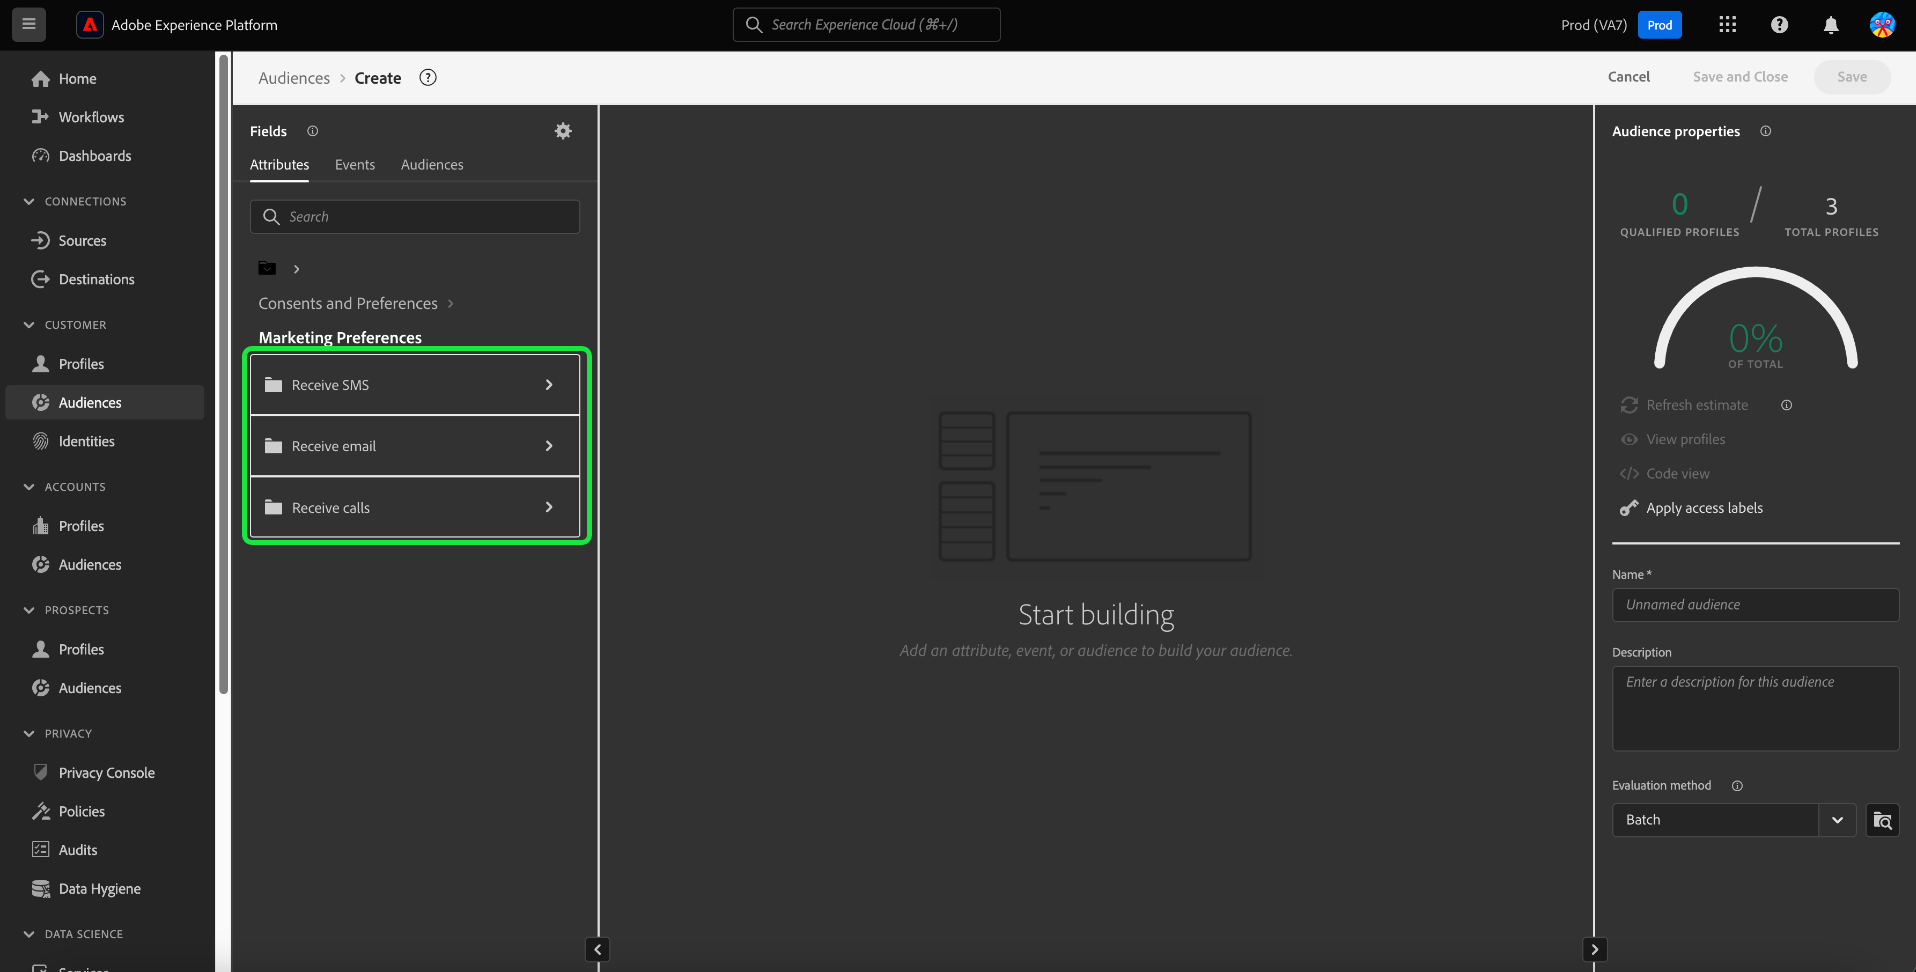 Adobe Experience Platform
Search Experience Cloud (⌘+/)
Prod (VA7)
Prod
Home
Workflows
Dashboards
CONNECTIONS
Sources
Destinations
CUSTOMER
Profiles
Audiences
Identities
ACCOUNTS
Profiles
Audiences
PROSPECTS
Profiles
Audiences
PRIVACY
Privacy Console
Policies
Audits
Data Hygiene
DATA SCIENCE
Services
Audiences > Create
Cancel
Save and Close
Save
Fields
Attributes
Events
Audiences
Search
Consents and Preferences >
Marketing Preferences
Receive SMS
Receive email
Receive calls
Start building
Add an attribute, event, or audience to build your audience.
Audience properties
0 / 3
QUALIFIED PROFILES
TOTAL PROFILES
0%
OF TOTAL
Refresh estimate
View profiles
Code view
Apply access labels
Name *
Unnamed audience
Description
Enter a description for this audience
Evaluation method
Batch